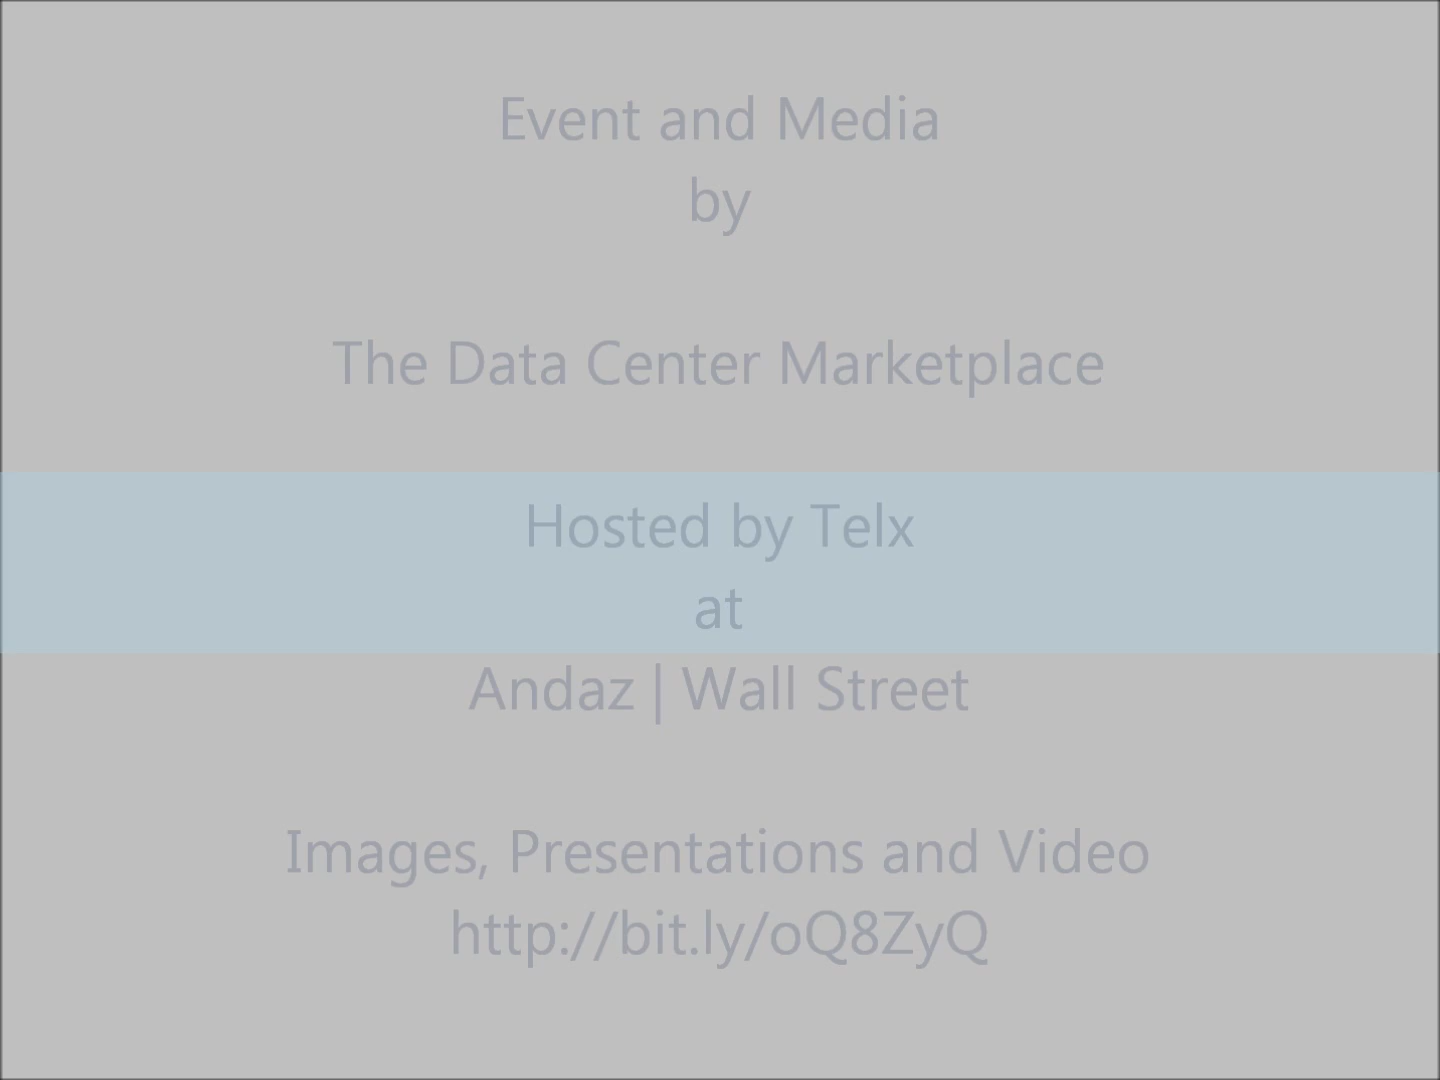 Event and Media
by
The Data Center Marketplace
Hosted by Telx
at
Andaz | Wall Street
Images, Presentations and Video
http://bit.ly/oQ8ZyQ